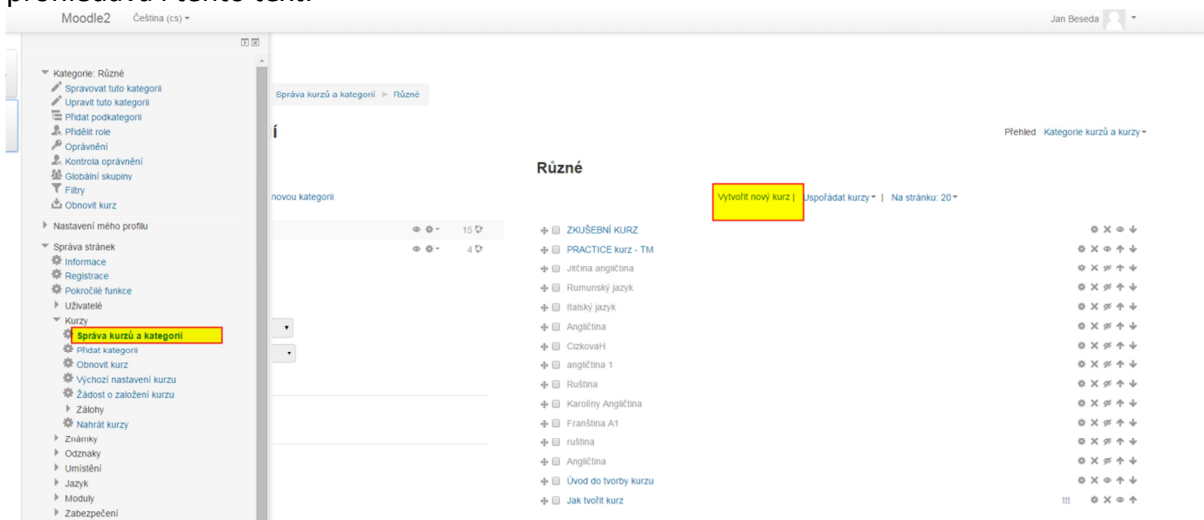 Moodle2 Čeština (cs)
Jan Beseda
Kategorie: Různé
Spravovat tuto kategorii
Upravit tuto kategorii
Přidat podkategorii
Přidělit role
Oprávnění
Kontrola oprávnění
Globální skupiny
Filtry
Obnovit kurz
Nastavení mého profilu
Správa stránek
Informace
Registrace
Pokročilé funkce
Uživatelé
Kurzy
Správa kurzů a kategorií
Přidat kategorii
Obnovit kurz
Výchozí nastavení kurzu
Žádost o založení kurzu
Zálohy
Nahrát kurzy
Známky
Odznaky
Umístění
Jazyk
Moduly
Zabezpečení
Správa kurzů a kategorií Různé
í
novou kategorii
15
4
Přehled Kategorie kurzů a kurzy
Různé
Vytvořit nový kurz | Uspořádat kurzy | Na stránku: 20
ZKUŠEBNÍ KURZ
PRACTICE kurz - TM
Jitčina angličtina
Rumunský jazyk
Italský jazyk
Angličtina
CizkovaH
angličtina 1
Ruština
Karolíny Angličtina
Franština A1
ruština
Angličtina
Úvod do tvorby kurzu
Jak tvořit kurz